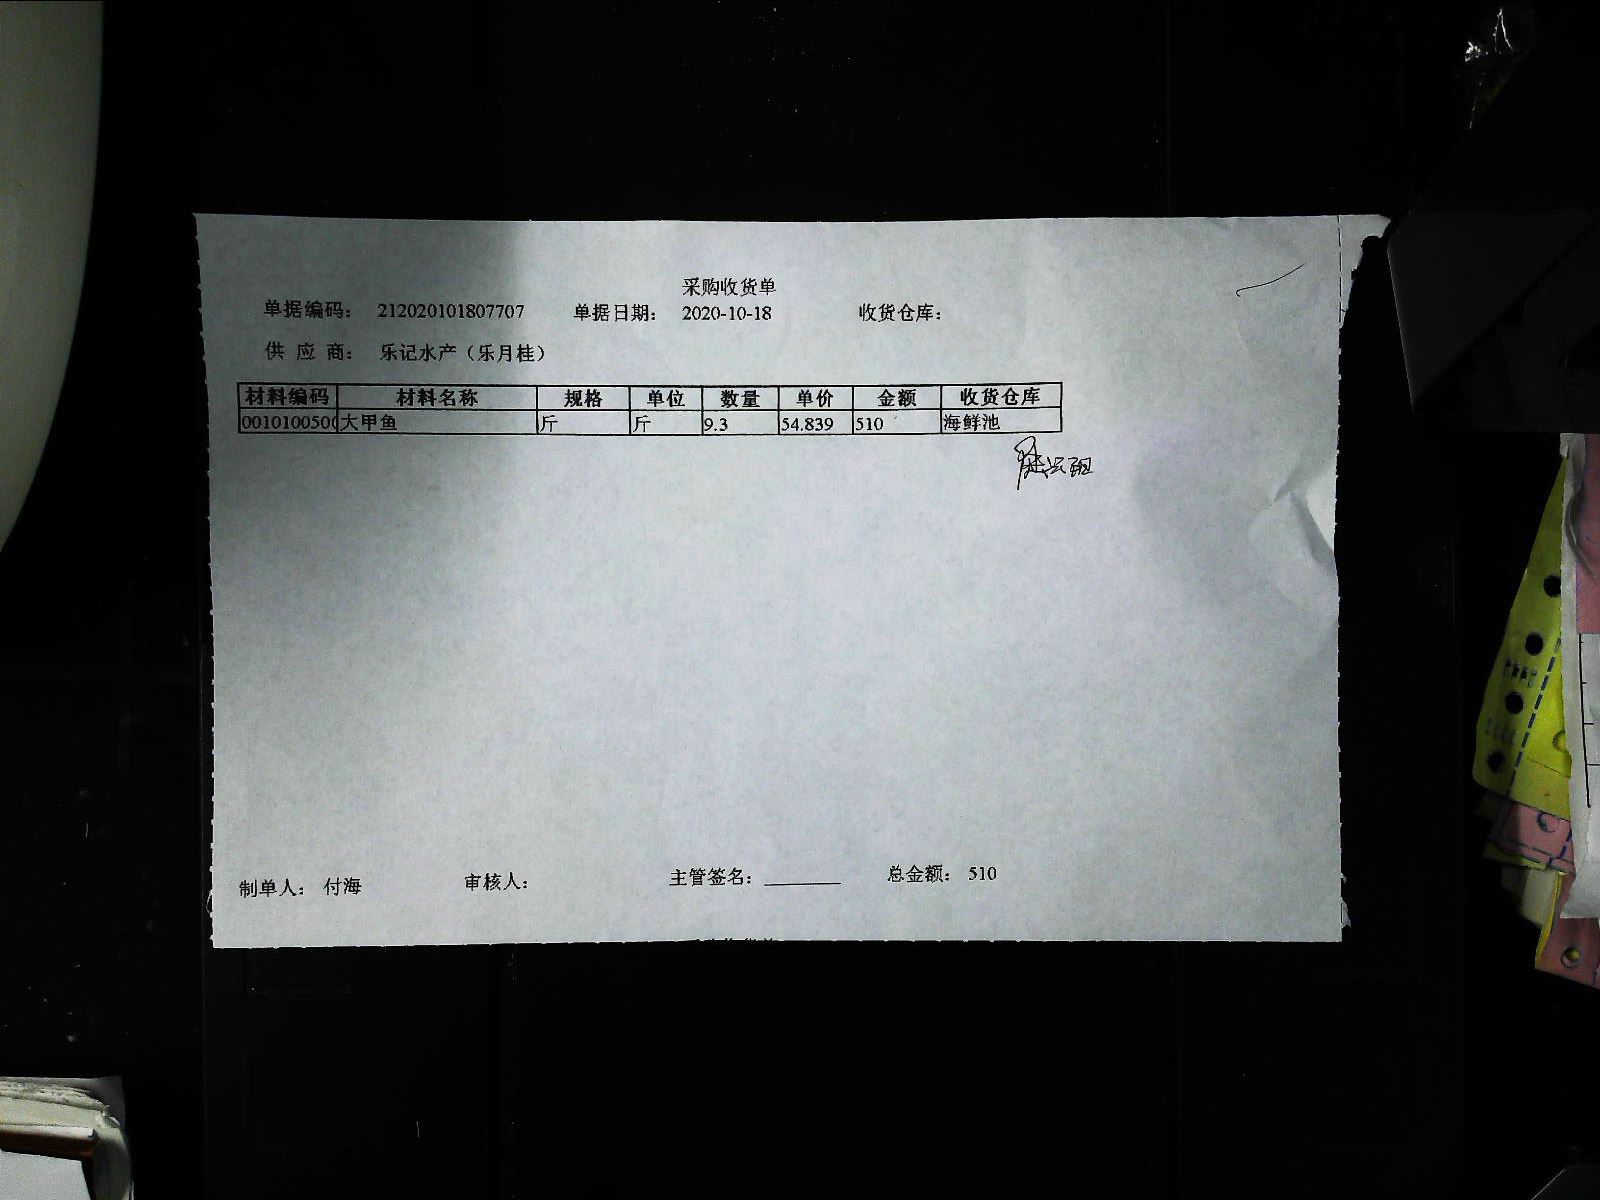 采购收货单
单据编码： 212020101807707 单据日期： 2020-10-18 收货仓库：
供 应 商： 乐记水产（乐月桂）
材料编码 材料名称 规格 单位 数量 单价 金额 收货仓库
0010100500 大甲鱼 斤 斤 9.3 54.839 510 海鲜池
制单人： 付海 审核人： 主管签名：________ 总金额： 510